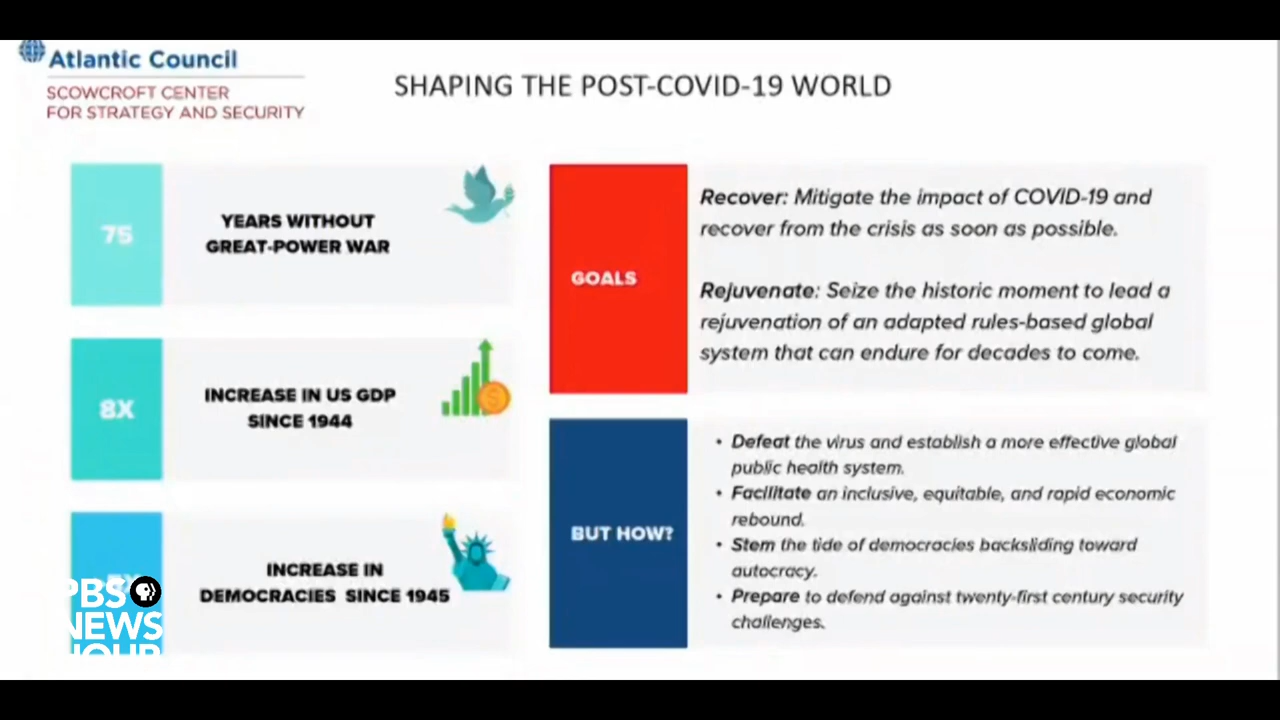 Atlantic Council
SCOWCROFT CENTER
FOR STRATEGY AND SECURITY
SHAPING THE POST-COVID-19 WORLD
75
YEARS WITHOUT
GREAT-POWER WAR
8X
INCREASE IN US GDP
SINCE 1944
INCREASE IN
DEMOCRACIES SINCE 1945
PBS
NEWS
HOUR
GOALS
Recover: Mitigate the impact of COVID-19 and
recover from the crisis as soon as possible.
Rejuvenate: Seize the historic moment to lead a
rejuvenation of an adapted rules-based global
system that can endure for decades to come.
BUT HOW?
• Defeat the virus and establish a more effective global
public health system.
• Facilitate an inclusive, equitable, and rapid economic
rebound.
• Stem the tide of democracies backsliding toward
autocracy.
• Prepare to defend against twenty-first century security
challenges.